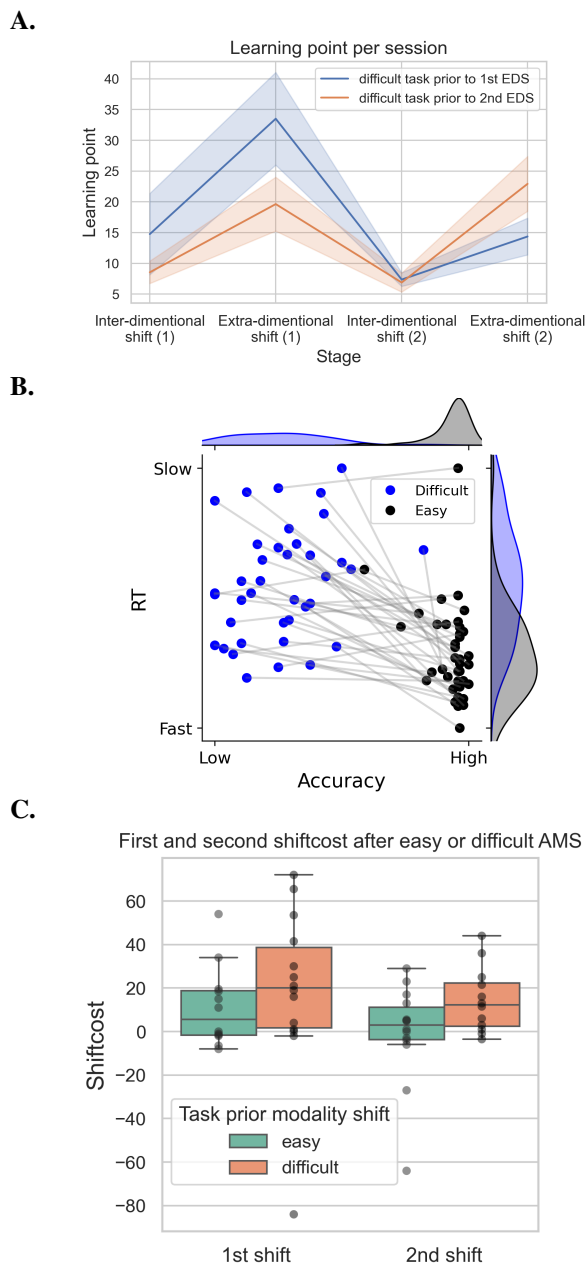 A.
Learning point per session
40
35
30
25
20
15
10
5
Learning point
difficult task prior to 1st EDS
difficult task prior to 2nd EDS
Inter-dimentional shift (1)
Extra-dimentional shift (1)
Inter-dimentional shift (2)
Extra-dimentional shift (2)
Stage
B.
Slow
Fast
RT
Difficult
Easy
Low
High
Accuracy
C.
First and second shiftcost after easy or difficult AMS
60
40
20
0
−20
−40
−60
−80
Shiftcost
Task prior modality shift
easy
difficult
1st shift
2nd shift